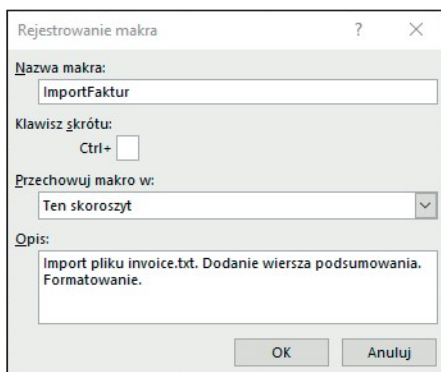 Rejestrowanie makra ? ×
Nazwa makra:
ImportFaktur
Klawisz skrótu:
Ctrl+
Przechowuj makro w:
Ten skoroszyt
Opis:
Import pliku invoice.txt. Dodanie wiersza podsumowania.
Formatowanie.
OK Anuluj